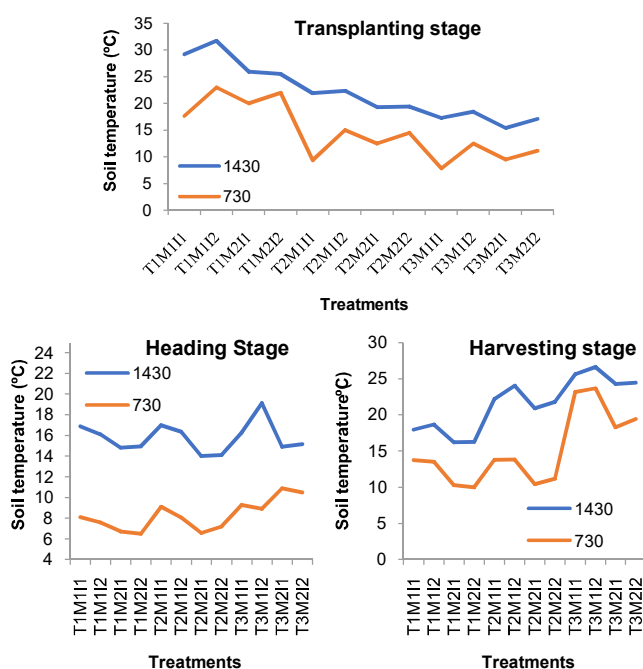 Transplanting stage
Soil temperature (ºC)
35
30
25
20
15
10
5
0
1430
730
T1M1I1
T1M1I2
T1M2I1
T1M2I2
T2M1I1
T2M1I2
T2M2I1
T2M2I2
T3M1I1
T3M1I2
T3M2I1
T3M2I2
Treatments
Heading Stage
Soil temperature (ºC)
24
22
20
18
16
14
12
10
8
6
4
1430
730
T1M1I1
T1M1I2
T1M2I1
T1M2I2
T2M1I1
T2M1I2
T2M2I1
T2M2I2
T3M1I1
T3M1I2
T3M2I1
T3M2I2
Treatments
Harvesting stage
Soil temperatureºC)
30
25
20
15
10
5
0
1430
730
T1M1I1
T1M1I2
T1M2I1
T1M2I2
T2M1I1
T2M1I2
T2M2I1
T2M2I2
T3M1I1
T3M1I2
T3M2I1
T3M2I2
Treatments